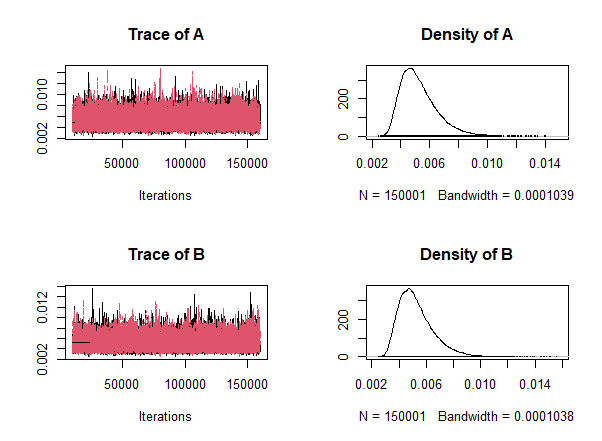 Trace of A
0.002 0.010
50000 100000 150000
Iterations
Density of A
0 200
0.002 0.006 0.010 0.014
N = 150001 Bandwidth = 0.0001039
Trace of B
0.002 0.012
50000 100000 150000
Iterations
Density of B
0 200
0.002 0.006 0.010 0.014
N = 150001 Bandwidth = 0.0001038